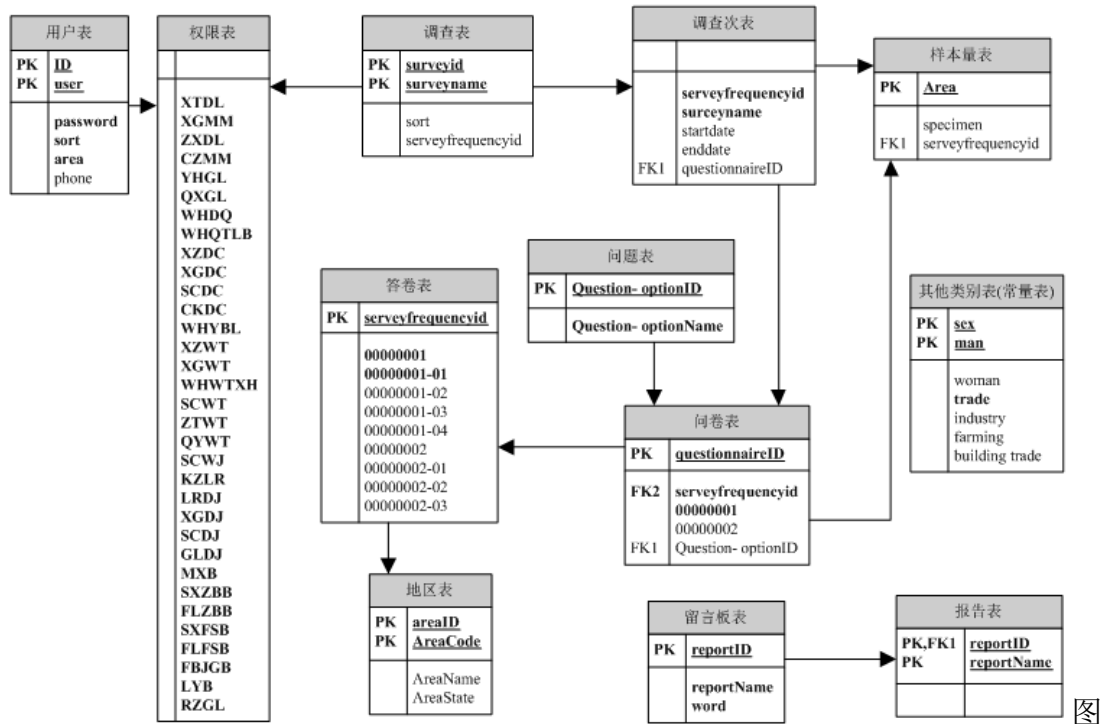 用户表
PK ID
PK user
password
sort
area
phone
权限表
XTDL
XGMM
ZXDL
CZMM
YHGL
QXGL
WHDQ
WHQTLB
XZDC
XGDC
SCDC
CKDC
WHYBL
XZWT
XGWT
WHWTXH
SCWT
ZTWT
QYWT
SCWJ
KZLR
LRDJ
XGDJ
SCDJ
GLDJ
MXB
SXZBB
FLZBB
SXFSB
FLFSB
FBJGB
LYB
RZGL
调查表
PK surveyid
PK surveyname
sort
serveyfrequencyid
调查次表
serveyfrequencyid
surceyname
startdate
enddate
FK1 questionnaireID
样本量表
PK Area
specimen
FK1 serveyfrequencyid
问题表
PK Question- optionID
Question- optionName
答卷表
PK serveyfrequencyid
00000001
00000001-01
00000001-02
00000001-03
00000001-04
00000002
00000002-01
00000002-02
00000002-03
其他类别表(常量表)
PK sex
PK man
woman
trade
industry
farming
building trade
问卷表
PK questionnaireID
FK2 serveyfrequencyid
00000001
00000002
FK1 Question- optionID
地区表
PK areaID
PK AreaCode
AreaName
AreaState
留言板表
PK reportID
reportName
word
报告表
PK,FK1 reportID
PK reportName
图